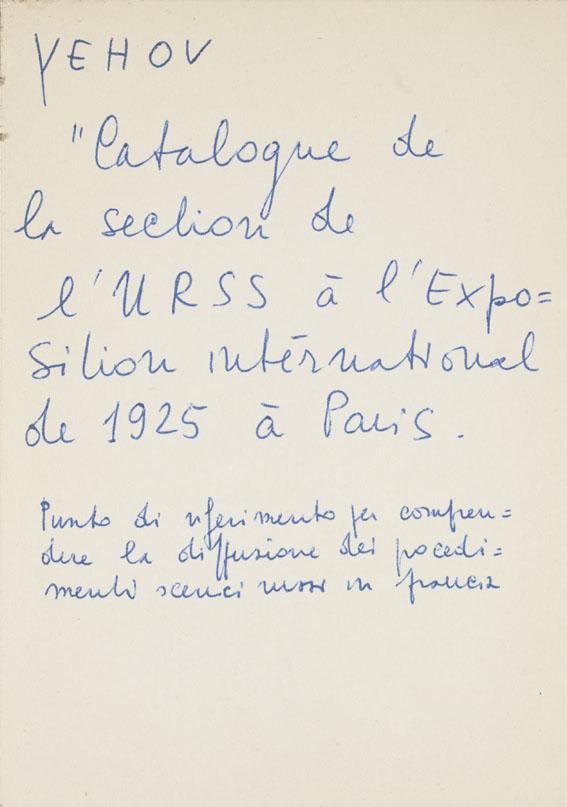 YEHOV
"Catalogue de
la section de
l'URSS à l'Expo=
sition international
de 1925 à Paris.
Punto di riferimento per compren=
dere la diffusione dei pocedi=
menti scenici russi in francia